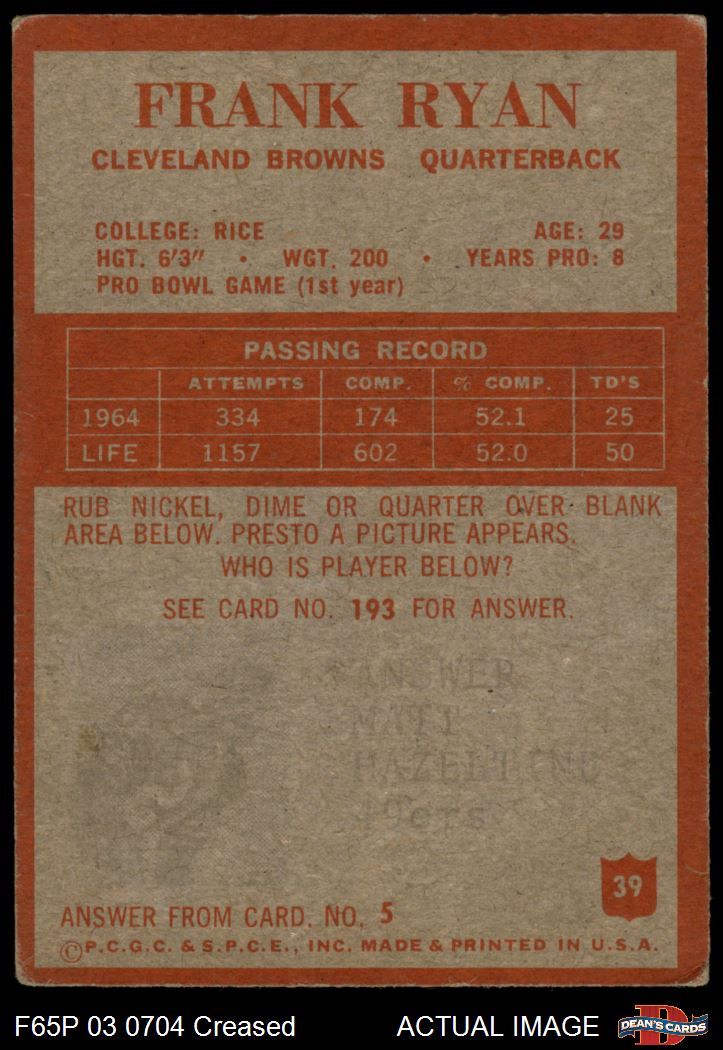 FRANK RYAN
CLEVELAND BROWNS QUARTERBACK
COLLEGE: RICE AGE: 29
HGT. 6'3" • WGT. 200 • YEARS PRO: 8
PRO BOWL GAME (1st year)
PASSING RECORD
ATTEMPTS COMP. % COMP. TD'S
1964 334 174 52.1 25
LIFE 1157 602 52.0 50
RUB NICKEL, DIME OR QUARTER OVER BLANK
AREA BELOW. PRESTO A PICTURE APPEARS.
WHO IS PLAYER BELOW?
SEE CARD NO. 193 FOR ANSWER.
ANSWER
MATT
HAZELTINE
49ers
39
ANSWER FROM CARD. NO. 5
©P.C.G.C. & S.P.C.E., INC. MADE & PRINTED IN U.S.A.
F65P 03 0704 Creased ACTUAL IMAGE
D
DEAN'S CARDS